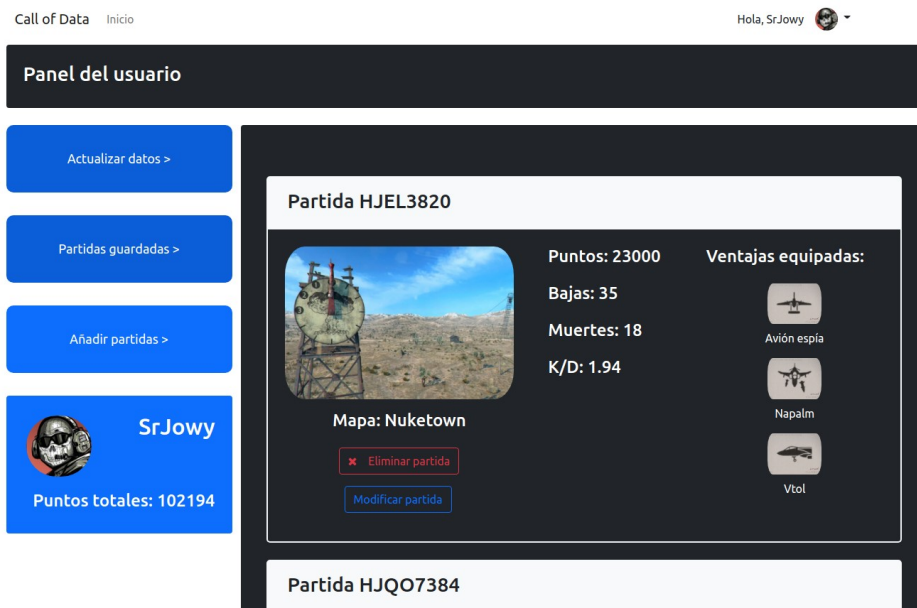 Call of Data Inicio Hola, SrJowy
Panel del usuario
Actualizar datos >
Partidas guardadas >
Añadir partidas >
SrJowy
Puntos totales: 102194
Partida HJEL3820
Mapa: Nuketown
Eliminar partida
Modificar partida
Puntos: 23000
Bajas: 35
Muertes: 18
K/D: 1.94
Ventajas equipadas:
Avión espía
Napalm
Vtol
Partida HJQO7384